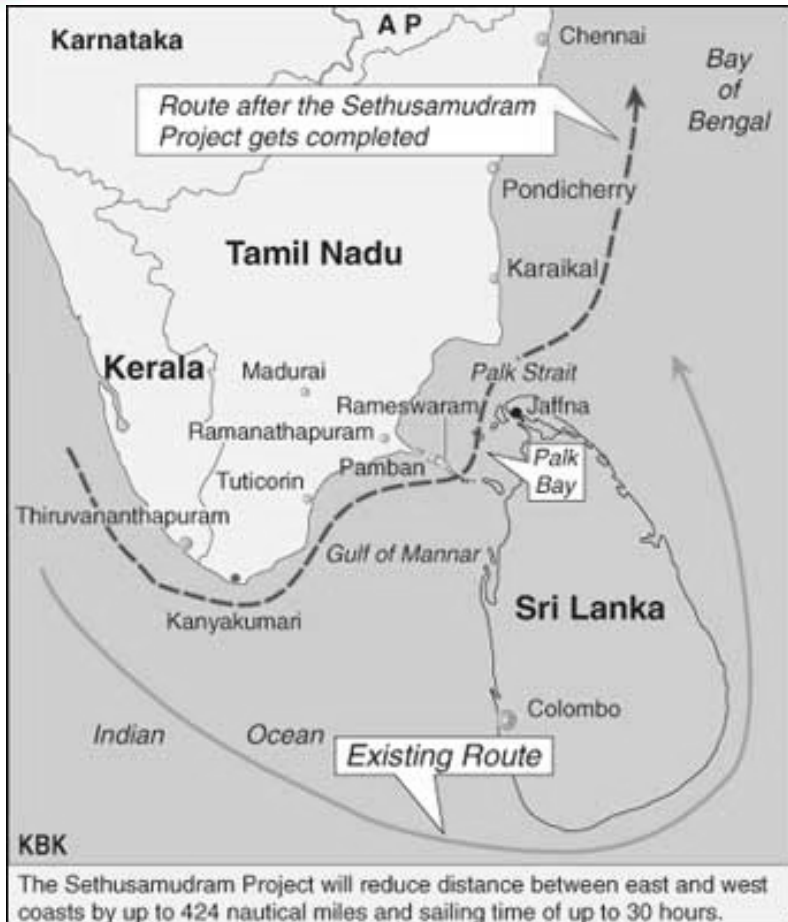 Karnataka
A P
Chennai
Bay
of
Bengal
Route after the Sethusamudram
Project gets completed
Pondicherry
Tamil Nadu
Karaikal
Kerala
Madurai
Palk Strait
Rameswaram
Jaffna
Ramanathapuram
Pamban
Palk
Bay
Tuticorin
Thiruvananthapuram
Gulf of Mannar
Kanyakumari
Sri Lanka
Colombo
Indian Ocean
Existing Route
KBK
The Sethusamudram Project will reduce distance between east and west
coasts by up to 424 nautical miles and sailing time of up to 30 hours.